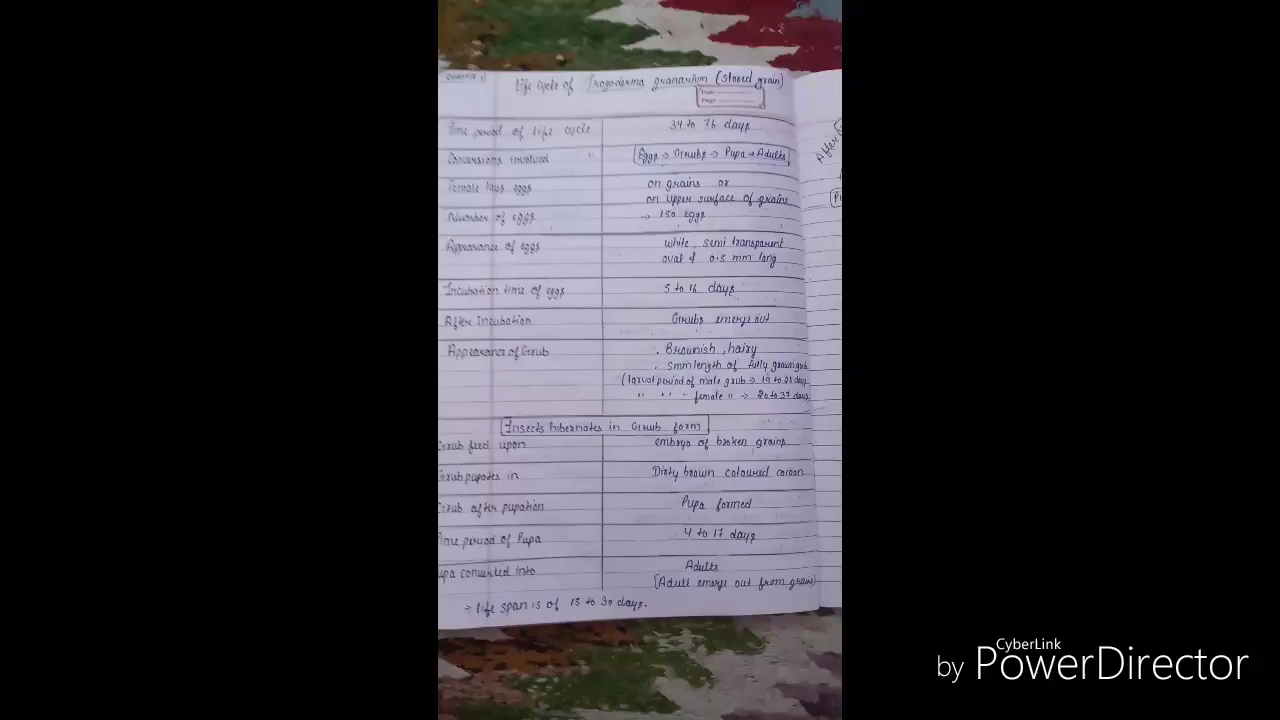 Life cycle of Trogoderma granarium (stored grain)
Date:
Page:
Time period of life cycle 34 to 76 days
Conversions involved Eggs → Grubs → Pupa → Adults
Female lays eggs on grains or
on upper surface of grains
Number of eggs → 150 eggs
Appearance of eggs white, semi transparent
oval & 0.5 mm long
Incubation time of eggs 5 to 16 days
After Incubation Grubs emerge out
Appearance of Grub . Brownish, hairy
. 5mm length of fully grown grub
(larval period of male grub → 19 to 28 days
" " " female " → 20 to 37 days
Insects hibernates in Grub form
Grub feed upon embryo of broken grains
Grub pupates in Dirty brown coloured cocoon
Grub after pupation Pupa formed
Time period of Pupa 4 to 17 days
Pupa converted into Adults
(Adult emerge out from grain)
→ life span is of 15 to 30 days.
After
CyberLink
by PowerDirector